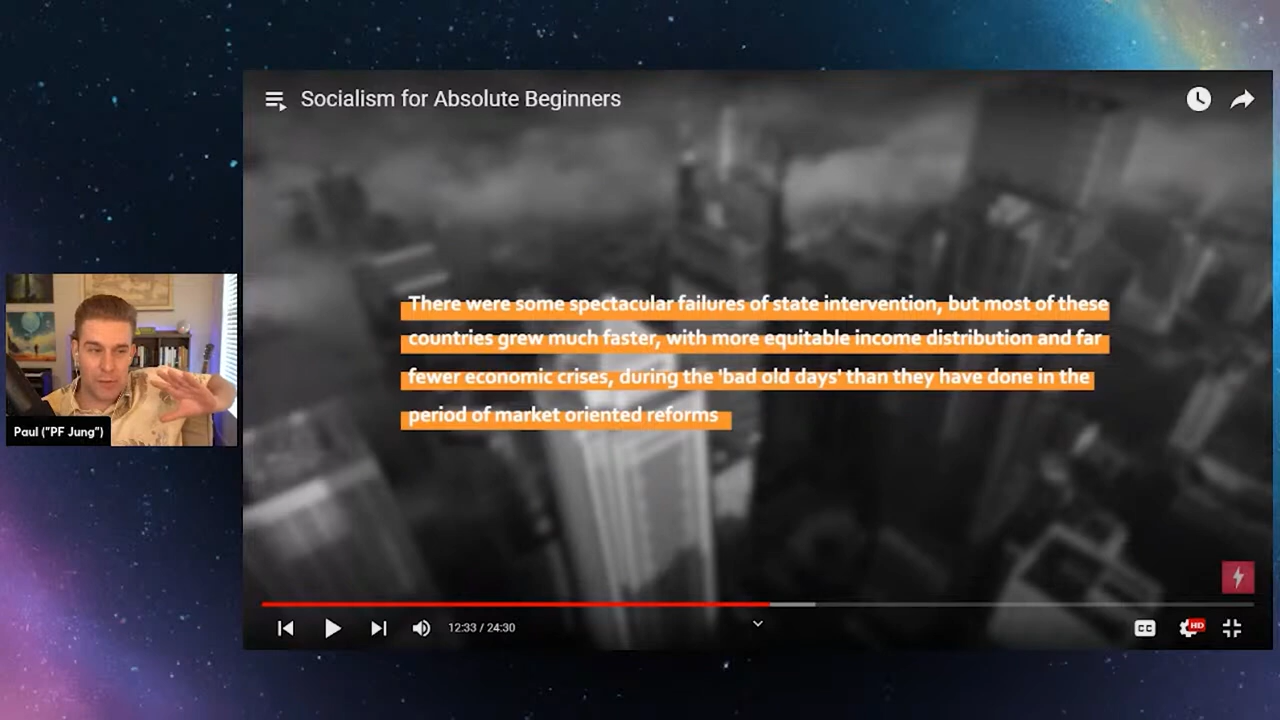 Socialism for Absolute Beginners
There were some spectacular failures of state intervention, but most of these
countries grew much faster, with more equitable income distribution and far
fewer economic crises, during the 'bad old days' than they have done in the
period of market oriented reforms
Paul ("PF Jung")
12:33 / 24:30
CC
HD